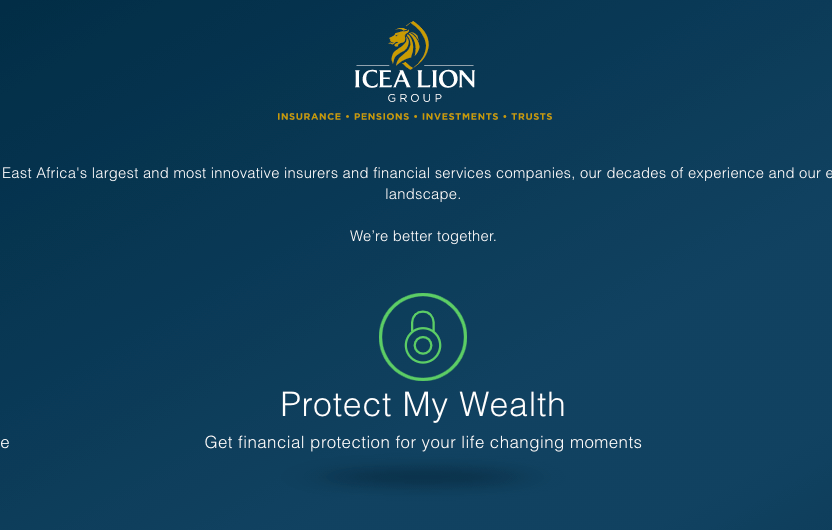 ICEA LION
GROUP
INSURANCE • PENSIONS • INVESTMENTS • TRUSTS
East Africa's largest and most innovative insurers and financial services companies, our decades of experience and our e
landscape.
We're better together.
Protect My Wealth
e
Get financial protection for your life changing moments